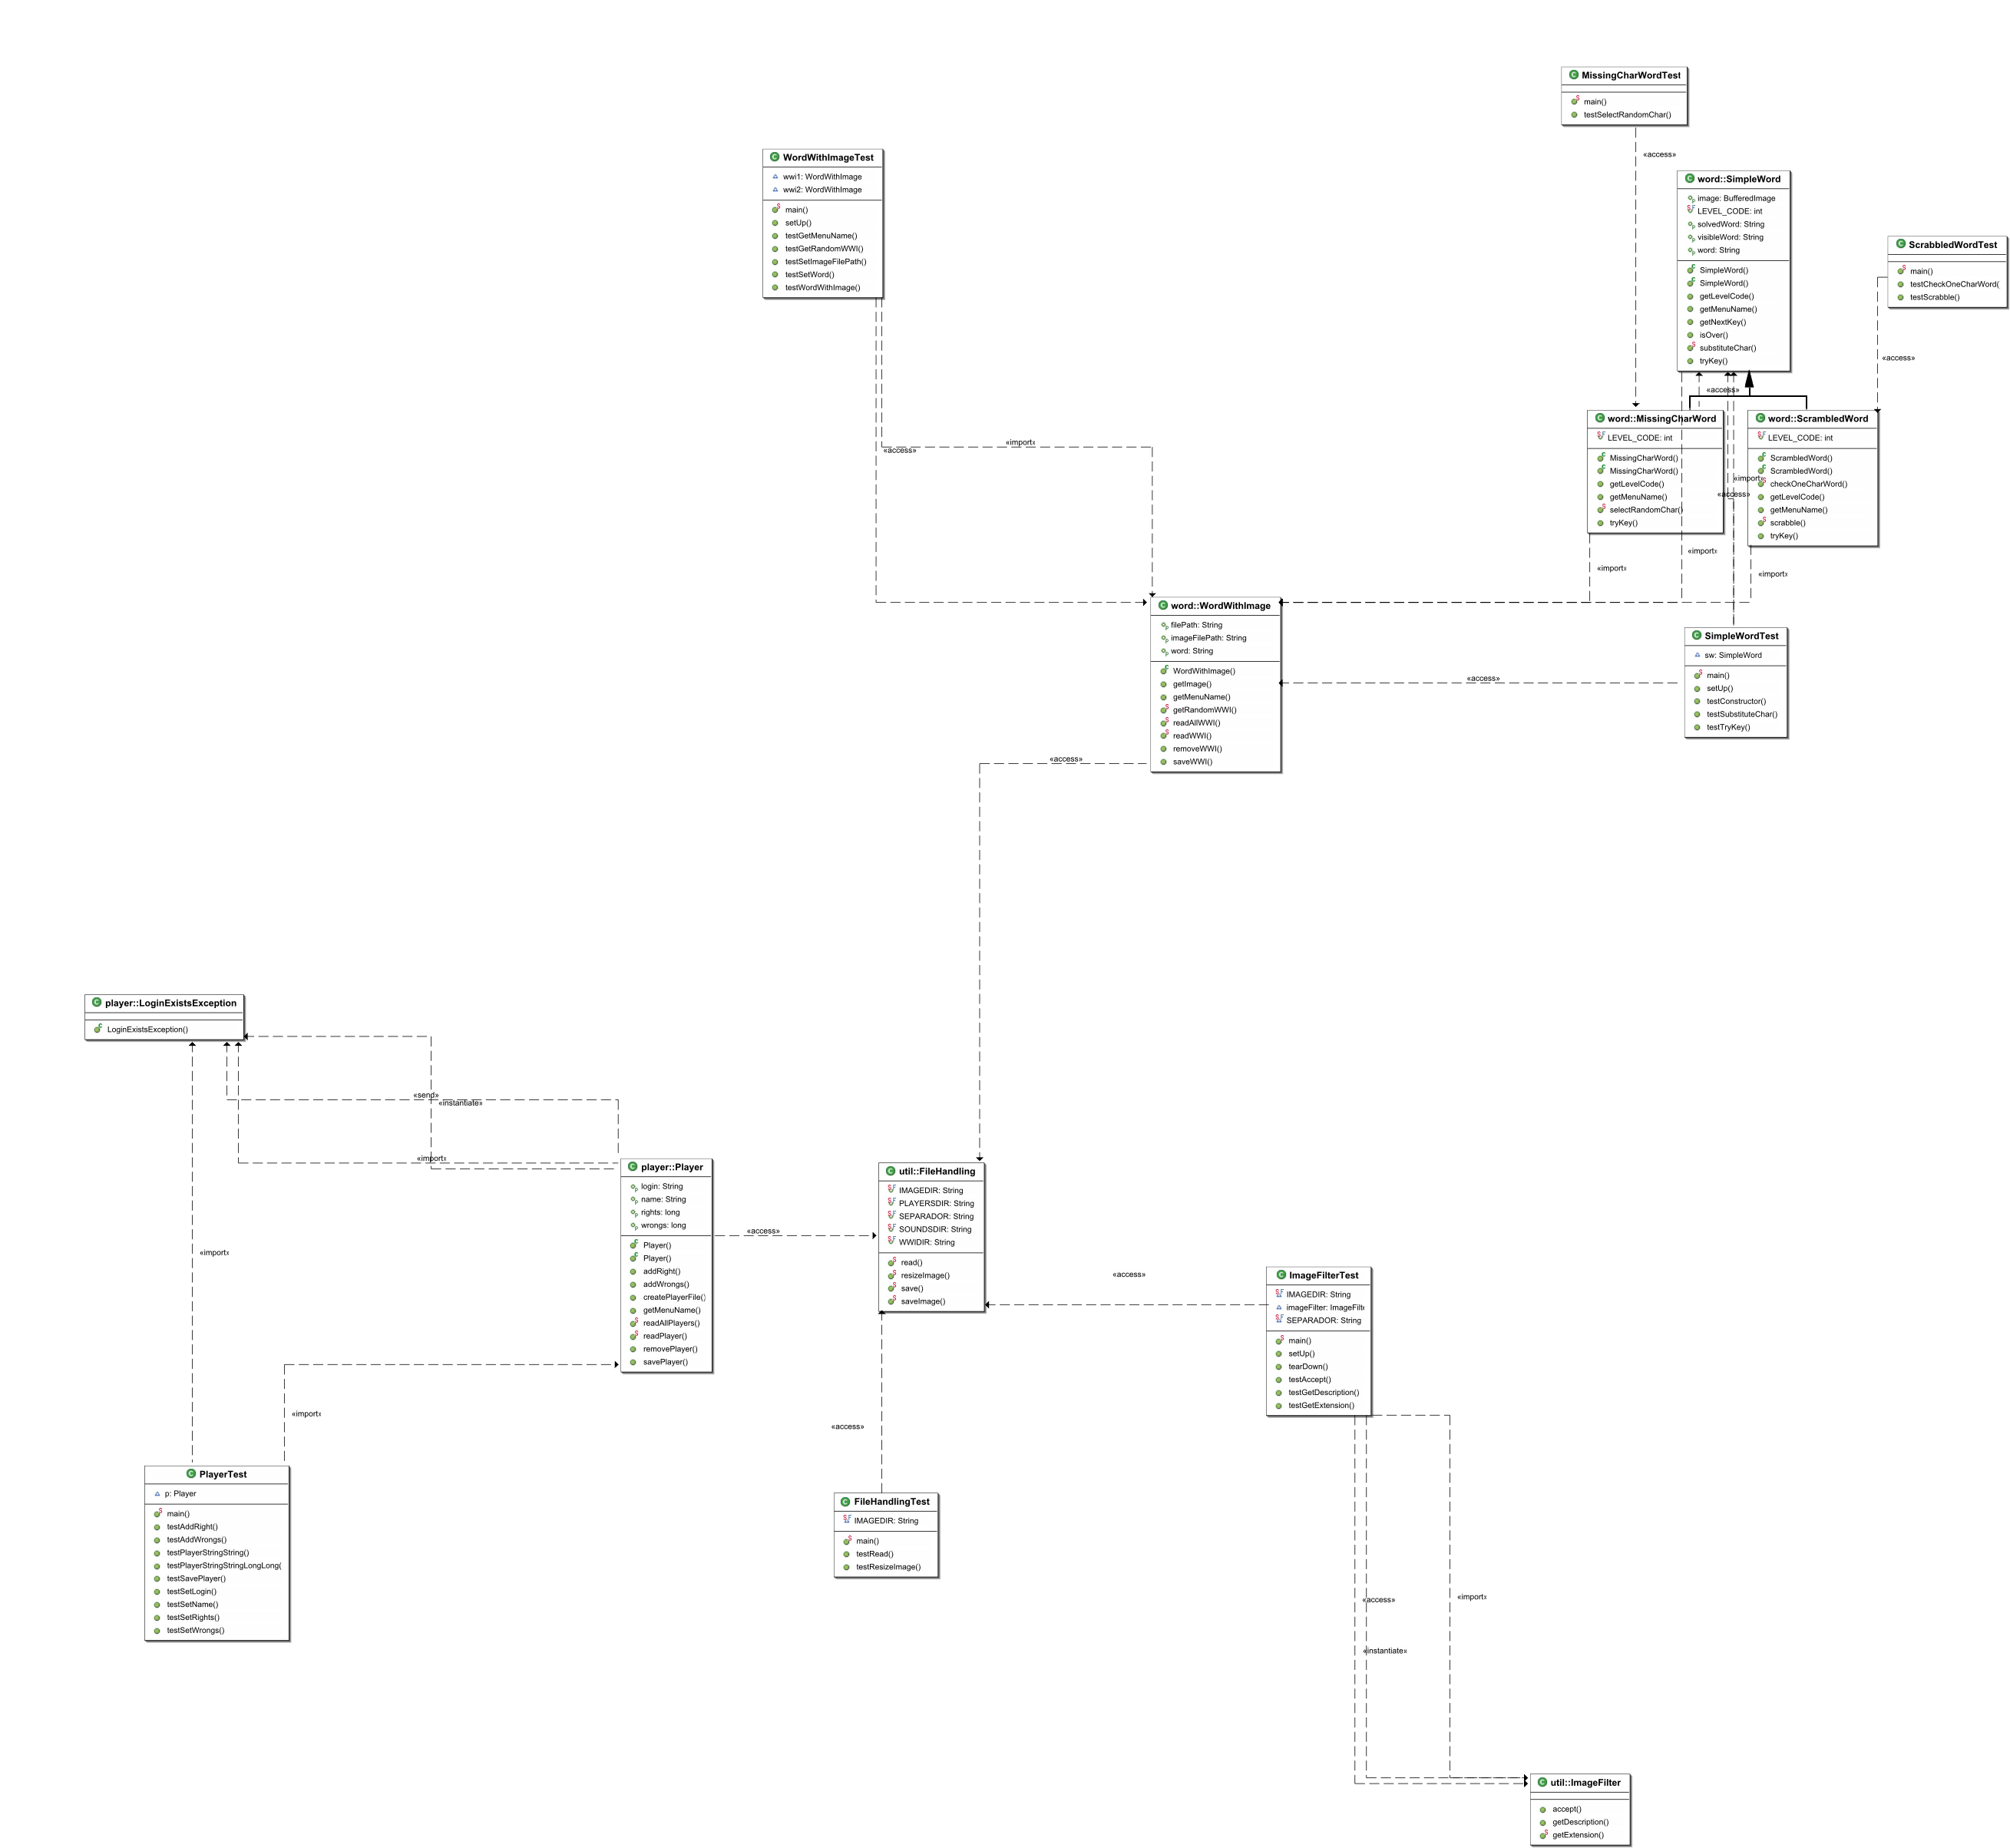 MissingCharWordTest
main()
testSelectRandomChar()
«access»
WordWithImageTest
wwi1: WordWithImage
wwi2: WordWithImage
main()
setUp()
testGetMenuName()
testGetRandomWWI()
testSetImageFilePath()
testSetWord()
testWordWithImage()
word::SimpleWord
image: BufferedImage
LEVEL_CODE: int
solvedWord: String
visibleWord: String
word: String
SimpleWord()
SimpleWord()
getLevelCode()
getMenuName()
getNextKey()
isOver()
substituteChar()
tryKey()
ScrabbledWordTest
main()
testCheckOneCharWord(
testScrabble()
«access»
«access»
word::MissingCharWord
LEVEL_CODE: int
MissingCharWord()
MissingCharWord()
getLevelCode()
getMenuName()
selectRandomChar()
tryKey()
word::ScrambledWord
LEVEL_CODE: int
ScrambledWord()
ScrambledWord()
checkOneCharWord()
getLevelCode()
getMenuName()
scrabble()
tryKey()
«import»
«access»
«import»
«access»
«import»
«import»
«import»
word::WordWithImage
filePath: String
imageFilePath: String
word: String
WordWithImage()
getImage()
getMenuName()
getRandomWWI()
readAllWWI()
readWWI()
removeWWI()
saveWWI()
SimpleWordTest
sw: SimpleWord
main()
setUp()
testConstructor()
testSubstituteChar()
testTryKey()
«access»
«access»
player::LoginExistsException
LoginExistsException()
«send»
«instantiate»
«import»
player::Player
login: String
name: String
rights: long
wrongs: long
Player()
Player()
addRight()
addWrongs()
createPlayerFile()
getMenuName()
readAllPlayers()
readPlayer()
removePlayer()
savePlayer()
«access»
util::FileHandling
IMAGEDIR: String
PLAYERSDIR: String
SEPARADOR: String
SOUNDSDIR: String
WWIDIR: String
read()
resizeImage()
save()
saveImage()
«import»
«access»
ImageFilterTest
IMAGEDIR: String
imageFilter: ImageFilte
SEPARADOR: String
main()
setUp()
tearDown()
testAccept()
testGetDescription()
testGetExtension()
«import»
«access»
PlayerTest
p: Player
main()
testAddRight()
testAddWrongs()
testPlayerStringString()
testPlayerStringStringLongLong(
testSavePlayer()
testSetLogin()
testSetName()
testSetRights()
testSetWrongs()
FileHandlingTest
IMAGEDIR: String
main()
testRead()
testResizeImage()
«access»
«import»
«instantiate»
util::ImageFilter
accept()
getDescription()
getExtension()